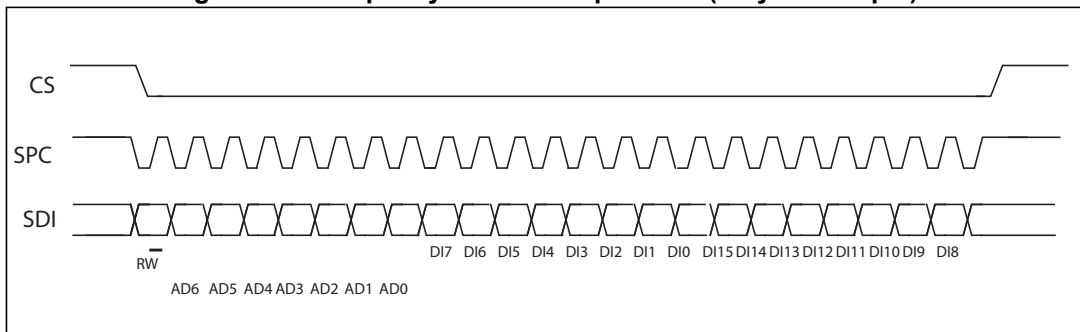 CS
SPC
SDI
DI7 DI6 DI5 DI4 DI3 DI2 DI1 DI0 DI15 DI14 DI13 DI12 DI11 DI10 DI9 DI8
RW
AD6 AD5 AD4 AD3 AD2 AD1 AD0